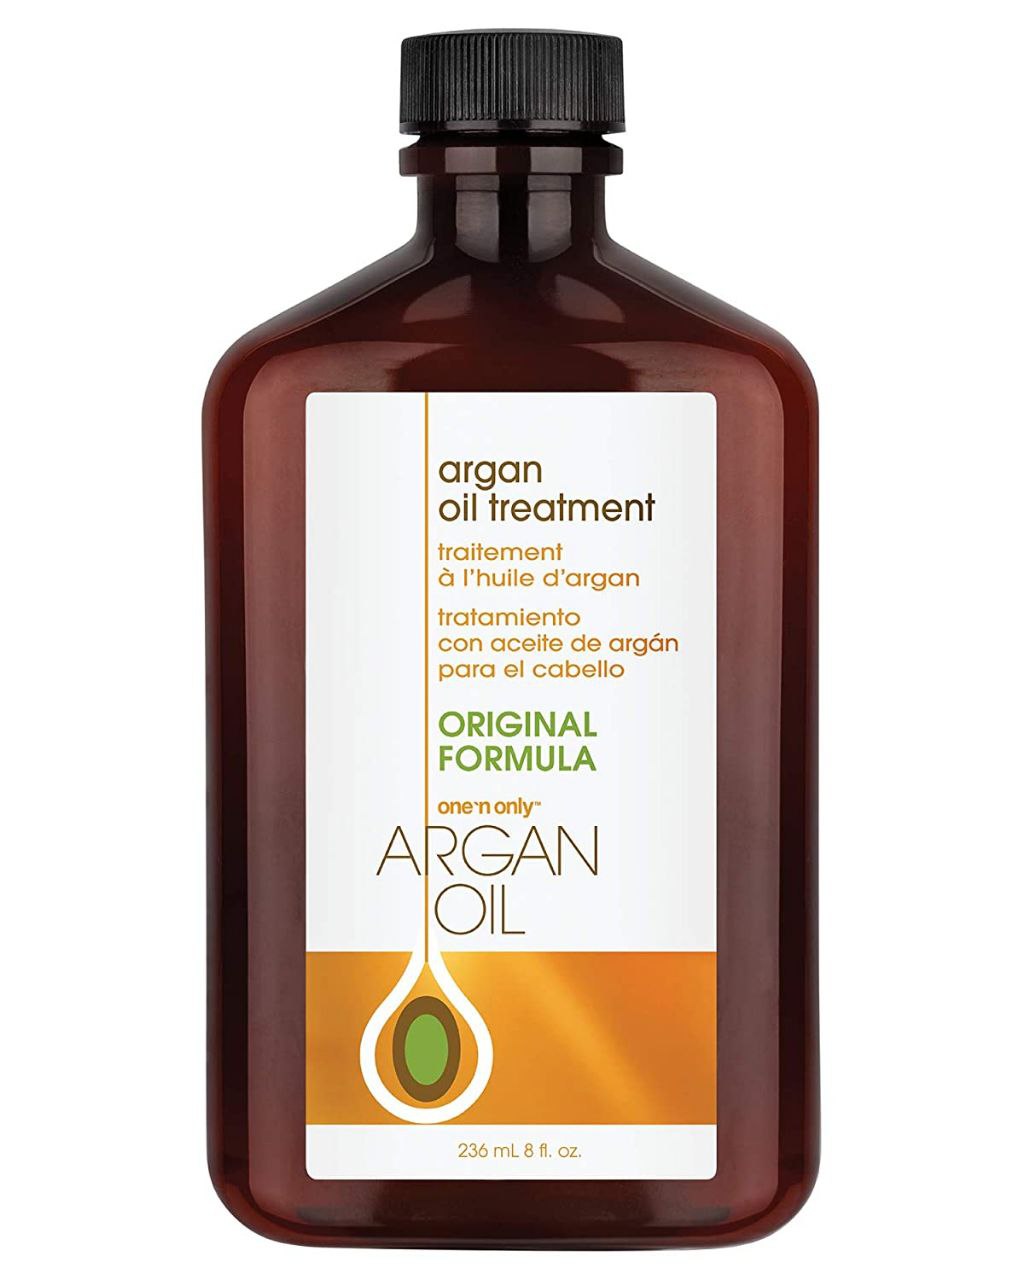 argan
oil treatment
traitement
à l'huile d'argan
tratamiento
con aceite de argán
para el cabello
ORIGINAL
FORMULA
one`n only™
ARGAN
OIL
236 mL 8 fl. oz.